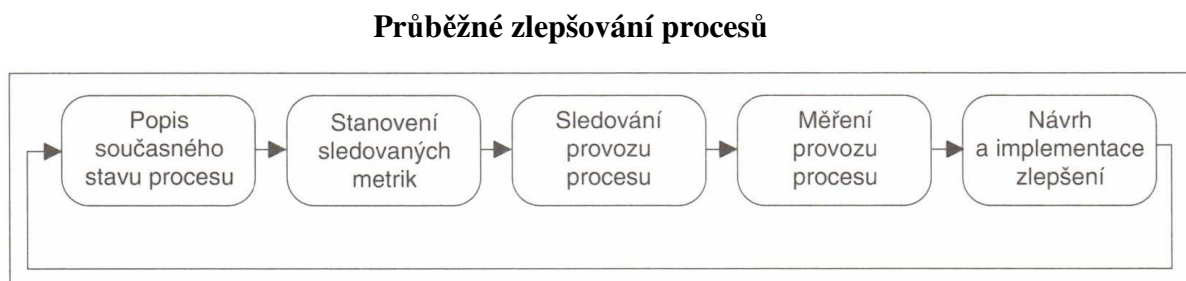 Průběžné zlepšování procesů
Popis
současného
stavu procesu
Stanovení
sledovaných
metrik
Sledování
provozu
procesu
Měření
provozu
procesu
Návrh
a implementace
zlepšení